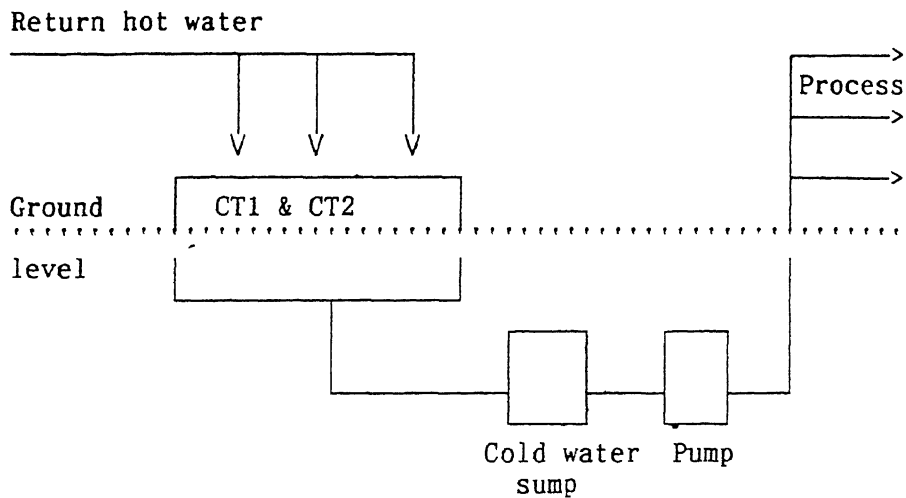 Return hot water
Process
CT1 & CT2
Ground
level
Cold water
sump
Pump